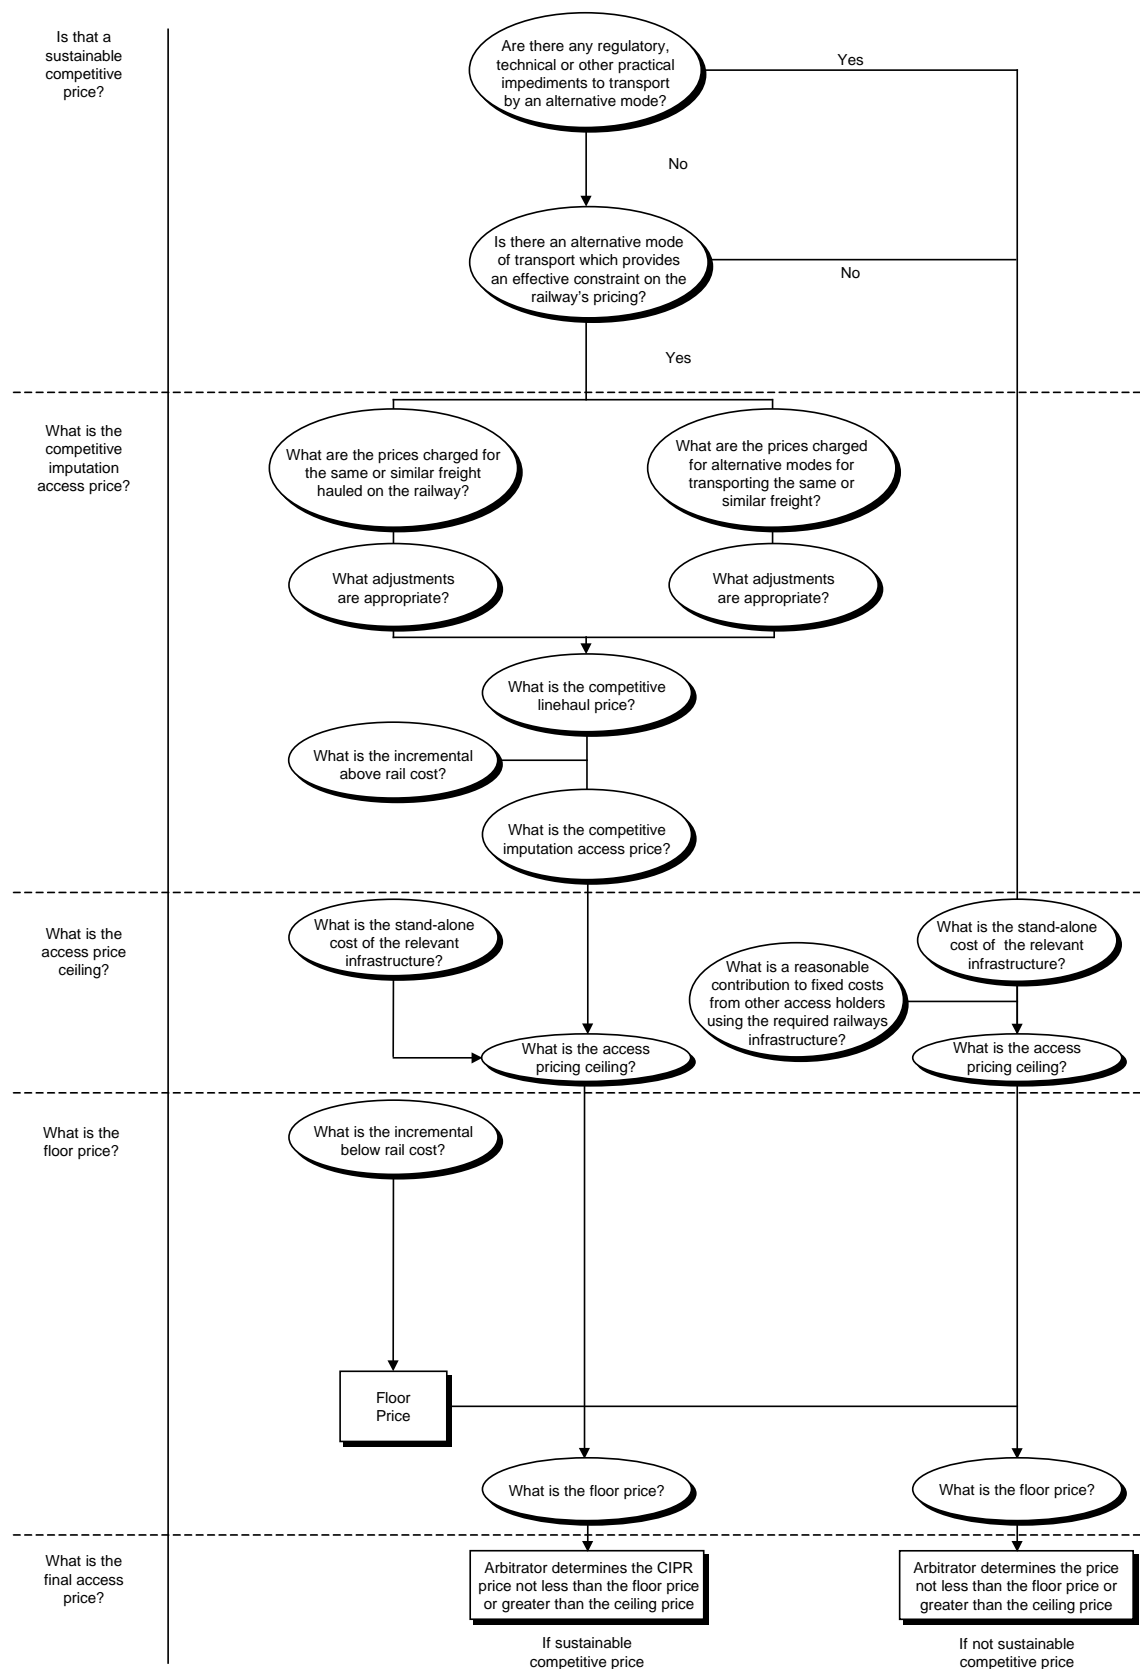 Is that a
sustainable
competitive
price?
Are there any regulatory,
technical or other practical
impediments to transport
by an alternative mode?
Yes
No
Is there an alternative mode
of transport which provides
an effective constraint on the
railway's pricing?
No
Yes
What is the
competitive
imputation
access price?
What are the prices charged for
the same or similar freight
hauled on the railway?
What are the prices charged
for alternative modes for
transporting the same or
similar freight?
What adjustments
are appropriate?
What adjustments
are appropriate?
What is the competitive
linehaul price?
What is the incremental
above rail cost?
What is the competitive
imputation access price?
What is the
access price
ceiling?
What is the stand-alone
cost of the relevant
infrastructure?
What is the stand-alone
cost of the relevant
infrastructure?
What is a reasonable
contribution to fixed costs
from other access holders
using the required railways
infrastructure?
What is the access
pricing ceiling?
What is the access
pricing ceiling?
What is the
floor price?
What is the incremental
below rail cost?
Floor
Price
What is the floor price?
What is the floor price?
What is the
final access
price?
Arbitrator determines the CIPR
price not less than the floor price
or greater than the ceiling price
Arbitrator determines the price
not less than the floor price or
greater than the ceiling price
If sustainable
competitive price
If not sustainable
competitive price